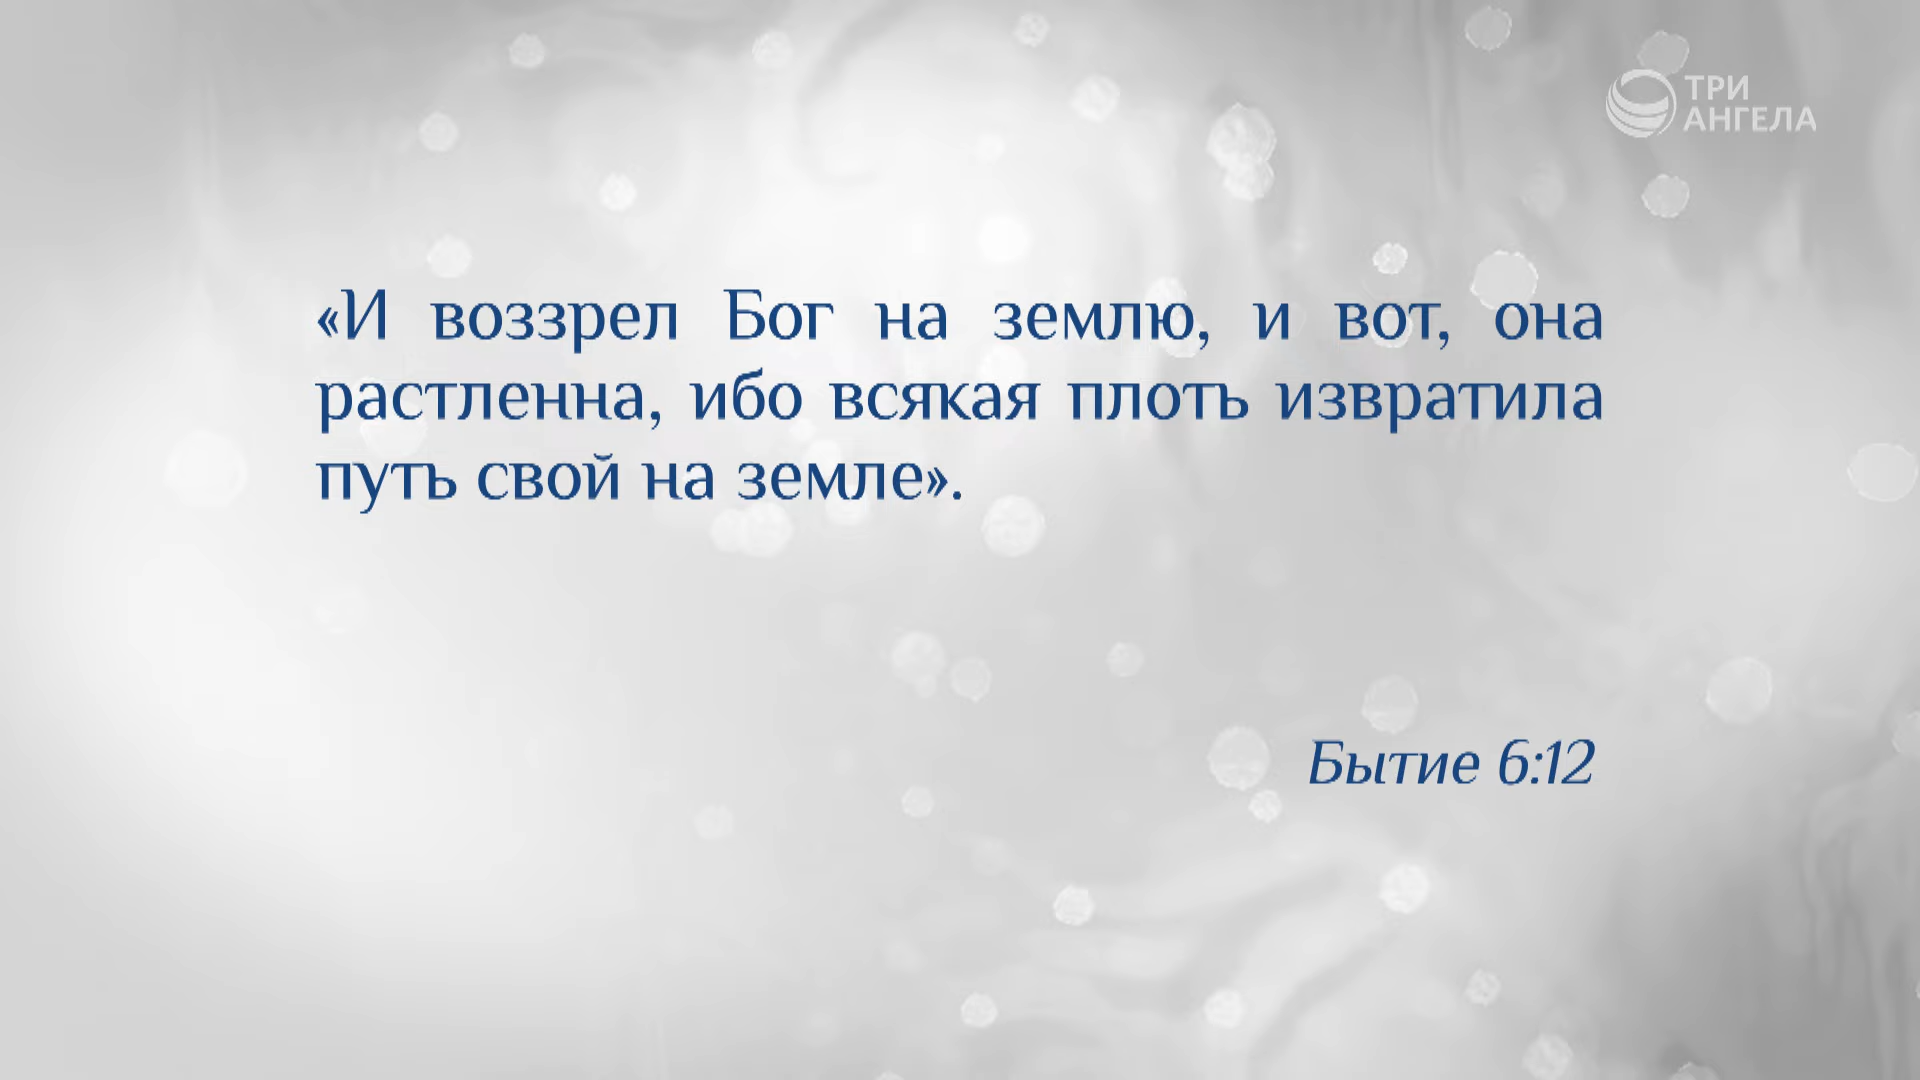 ТРИ
АНГЕЛА
«И воззрел Бог на землю, и вот, она
растленна, ибо всякая плоть извратила
путь свой на земле».
Бытие 6:12